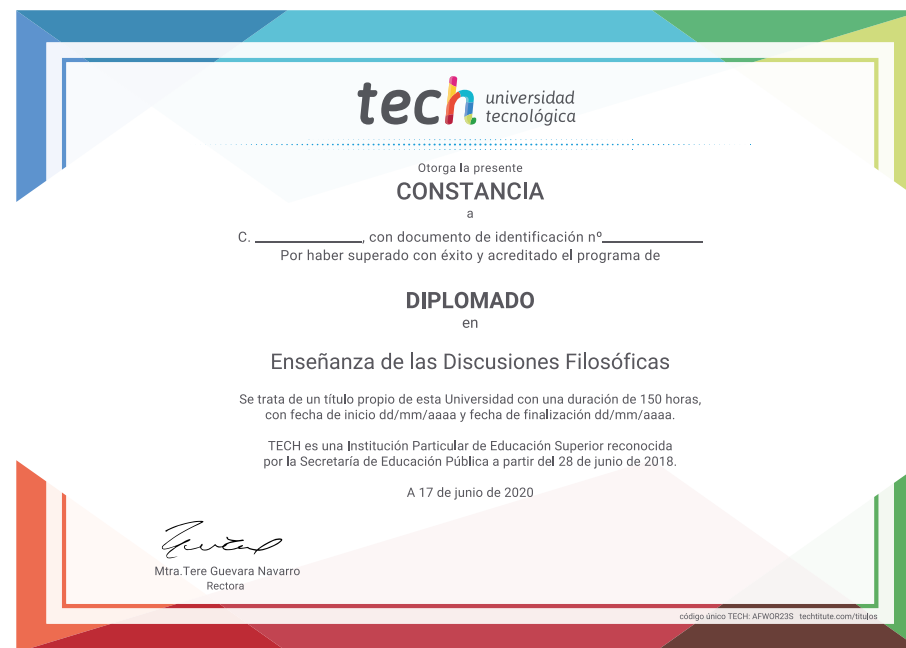 tech universidad
tecnológica
Otorga la presente
CONSTANCIA
a
C. ____________, con documento de identificación nº____________
Por haber superado con éxito y acreditado el programa de
DIPLOMADO
en
Enseñanza de las Discusiones Filosóficas
Se trata de un título propio de esta Universidad con una duración de 150 horas,
con fecha de inicio dd/mm/aaaa y fecha de finalización dd/mm/aaaa.
TECH es una Institución Particular de Educación Superior reconocida
por la Secretaría de Educación Pública a partir del 28 de junio de 2018.
A 17 de junio de 2020
Mtra.Tere Guevara Navarro
Rectora
código único TECH: AFWOR23S techtitute.com/titulos